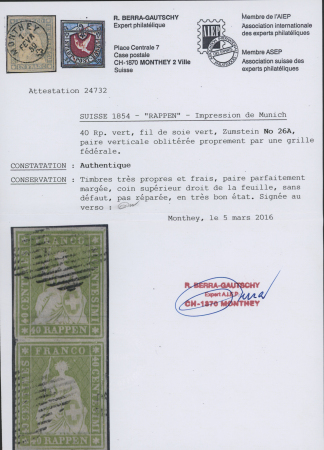 R. BERRA-GAUTSCHY
Expert philatélique
Place Centrale 7
Case postale
CH-1870 MONTHEY 2 Ville
Suisse
AIEP
Membre de l'AIEP
Association internationale
des experts philatéliques
Membre ASEP
Association suisse des
experts philatéliques
MONTHEY
Attestation 24732
SUISSE 1854 - "RAPPEN" - Impression de Munich
40 Rp. vert, fil de soie vert, Zumstein No 26A,
paire verticale oblitérée proprement par une grille
fédérale.
CONSTATATION : Authentique
CONSERVATION : Timbres très propres et frais, paire parfaitement
margée, coin supérieur droit de la feuille, sans
défaut, pas réparée, en très bon état. Signée au
verso :
Monthey, le 5 mars 2016
R. BERRA-GAUTSCHY
Expert A.I.E.P.
CH-1870 MONTHEY
FRANCO
40 RAPPEN
FRANCO
40 RAPPEN